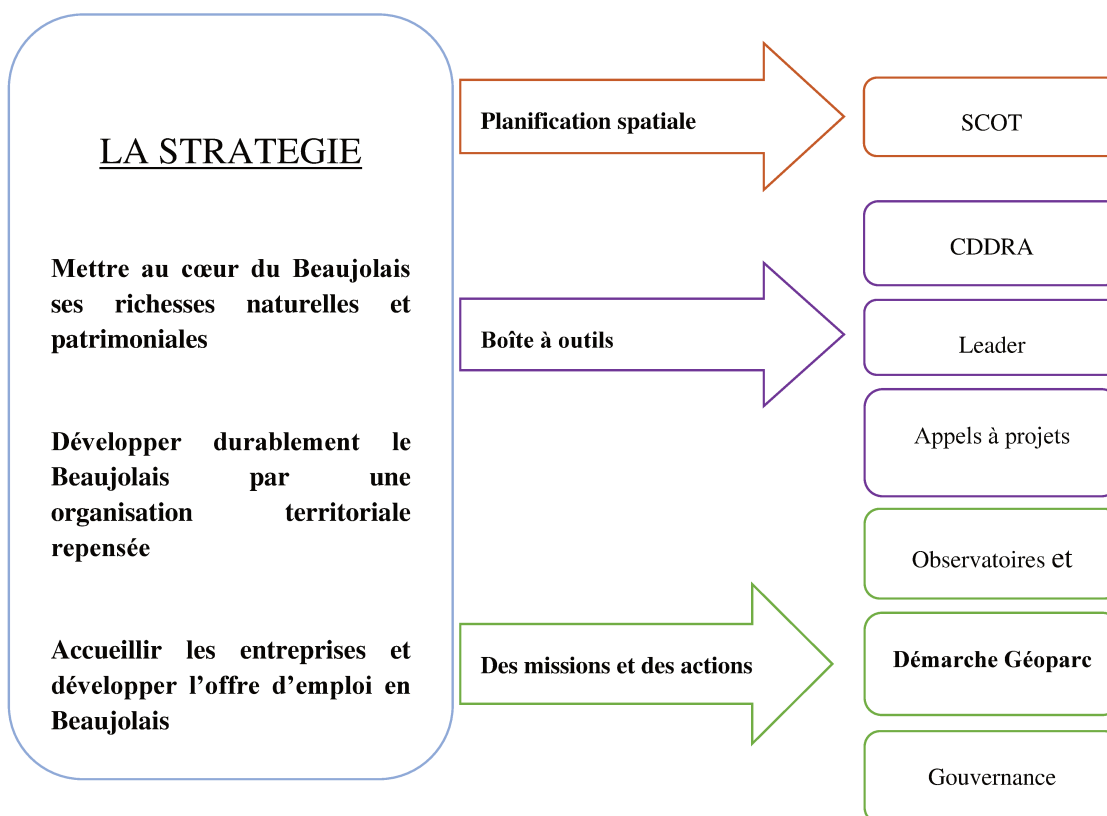 LA STRATEGIE
Mettre au cœur du Beaujolais
ses richesses naturelles et
patrimoniales
Développer durablement le
Beaujolais par une
organisation territoriale
repensée
Accueillir les entreprises et
développer l’offre d’emploi en
Beaujolais
Planification spatiale
SCOT
Boîte à outils
CDDRA
Leader
Appels à projets
Des missions et des actions
Observatoires et
Démarche Géoparc
Gouvernance